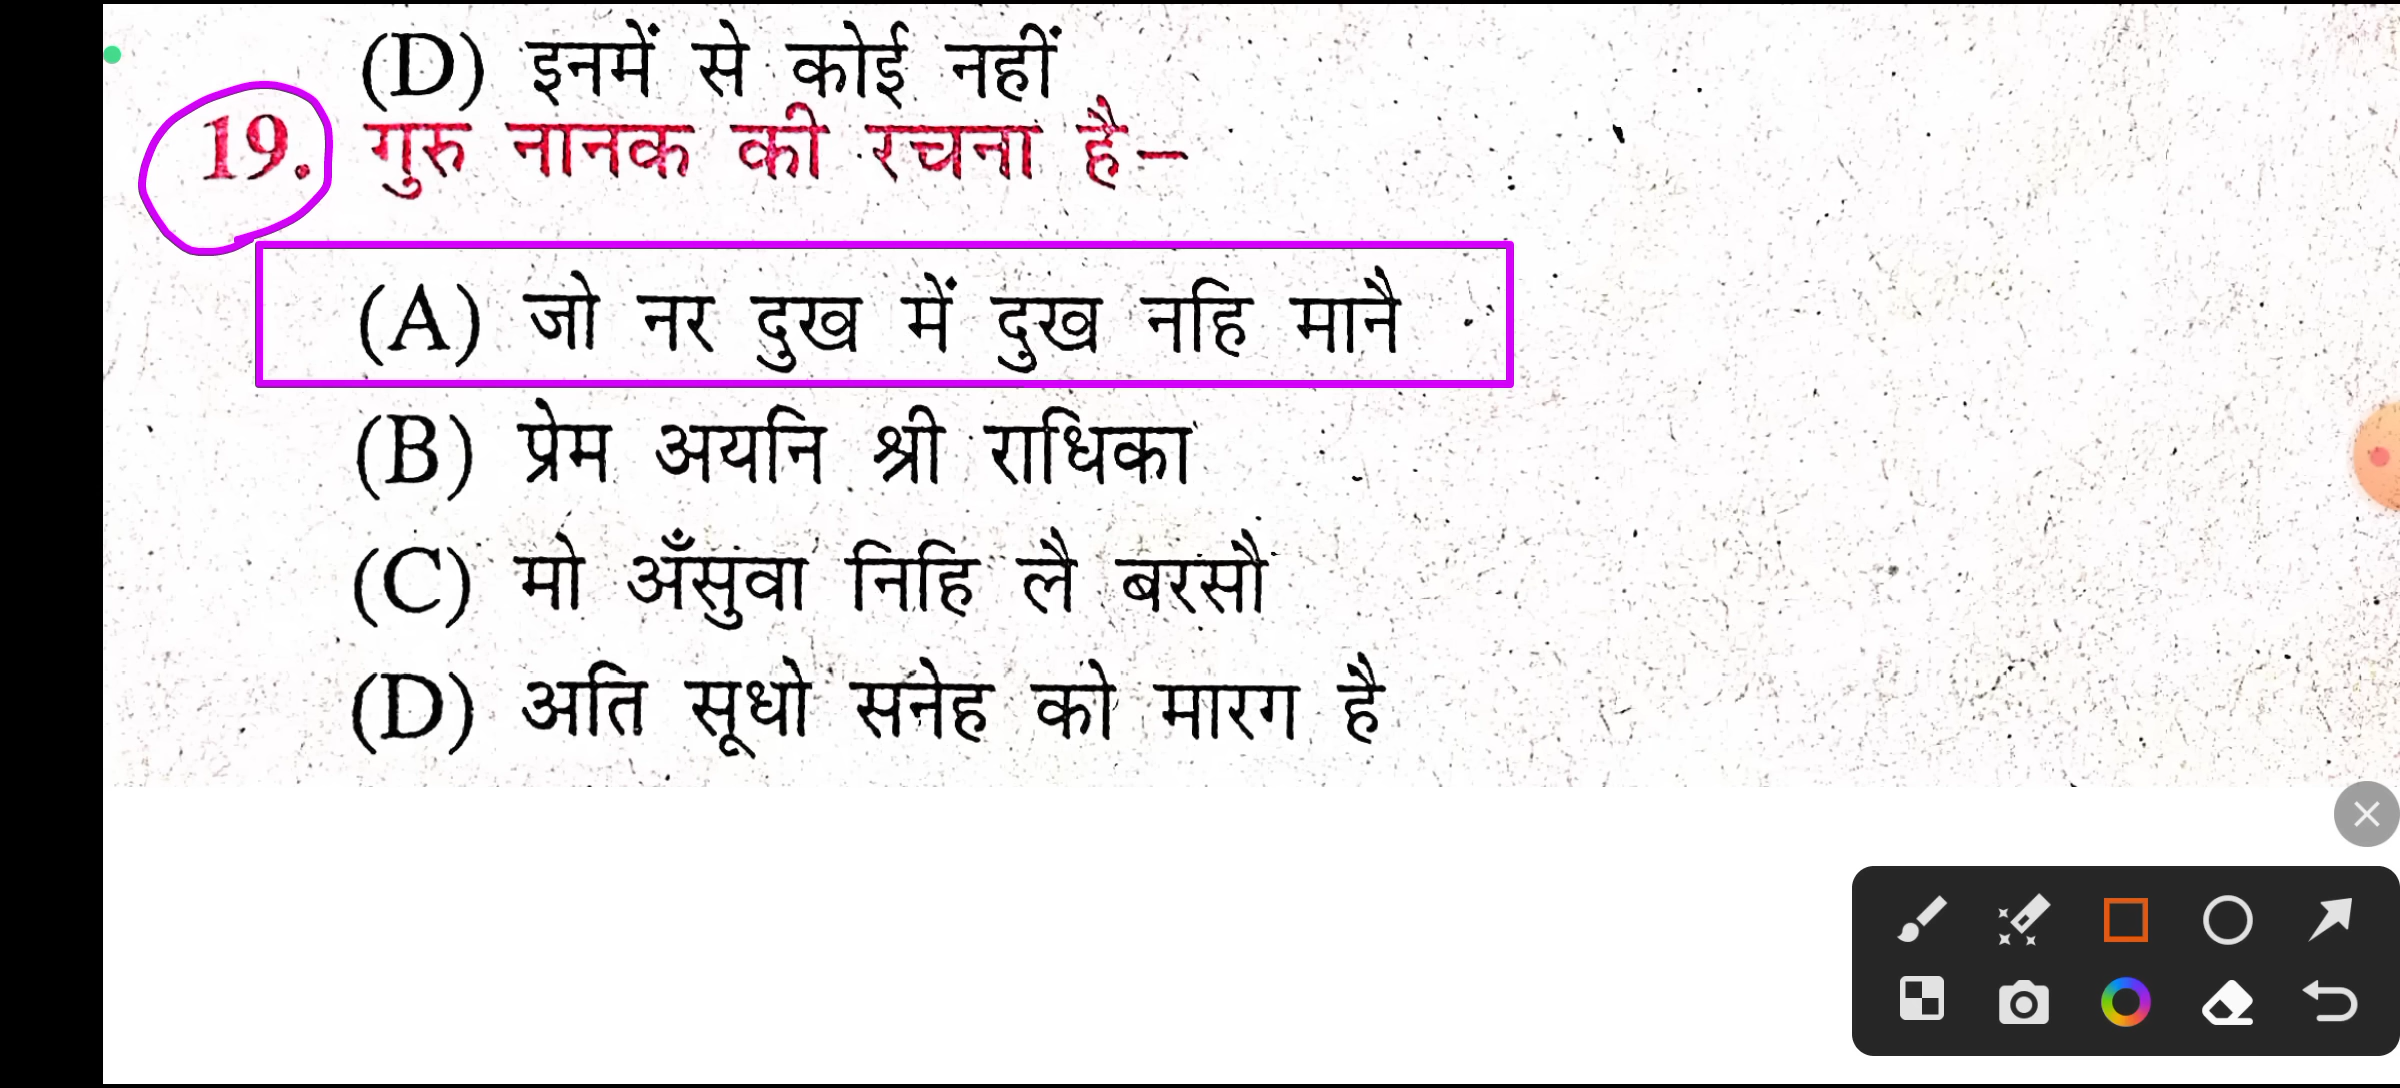 (D) इनमें से कोई नहीं
19. गुरु नानक की रचना है–
(A) जो नर दुख में दुख नहि मानै
(B) प्रेम अयनि श्री राधिका
(C) मो अँसुवा निहि लै बरसौ
(D) अति सूधो सनेह को मारग है